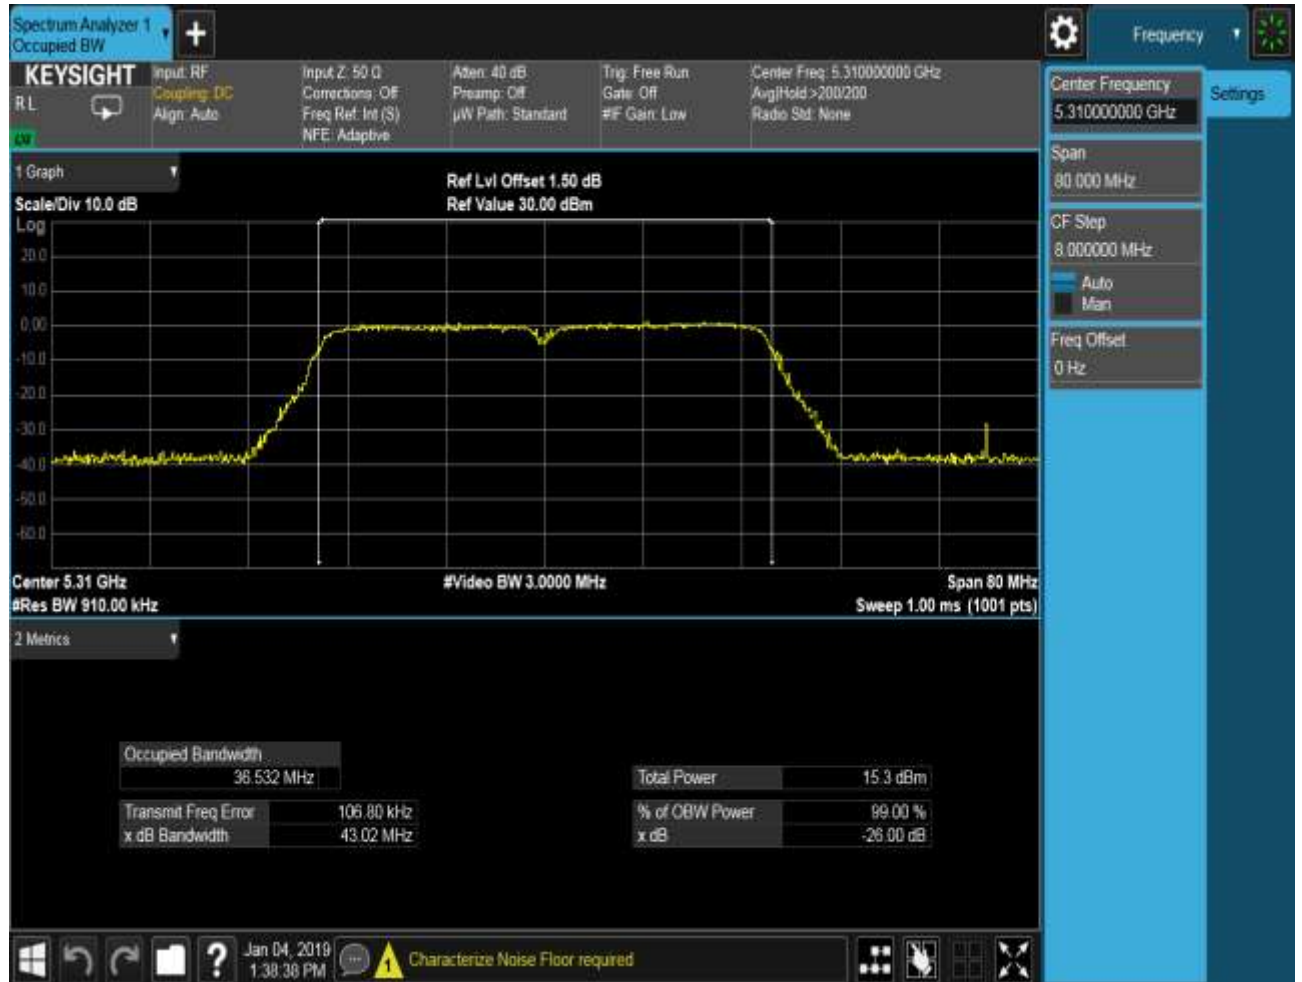 Spectrum Analyzer 1
Occupied BW
+
Frequency
KEYSIGHT
RL
Input: RF
Coupling: DC
Align: Auto
Input Z: 50 Ω
Corrections: Off
Freq Ref: Int (S)
NFE: Adaptive
Atten: 40 dB
Preamp: Off
µW Path: Standard
Trig: Free Run
Gate: Off
#IF Gain: Low
Center Freq: 5.310000000 GHz
Avg|Hold:>200/200
Radio Std: None
Center Frequency
5.310000000 GHz
Settings
Span
80.000 MHz
CF Step
8.000000 MHz
Auto
Man
Freq Offset
0 Hz
1 Graph
Scale/Div 10.0 dB
Ref Lvl Offset 1.50 dB
Ref Value 30.00 dBm
Log
20.0
10.0
0.00
-10.0
-20.0
-30.0
-40.0
-50.0
-60.0
Center 5.31 GHz
#Video BW 3.0000 MHz
Span 80 MHz
#Res BW 910.00 kHz
Sweep 1.00 ms (1001 pts)
2 Metrics
Occupied Bandwidth
36.532 MHz
Total Power 15.3 dBm
Transmit Freq Error 106.80 kHz
% of OBW Power 99.00 %
x dB Bandwidth 43.02 MHz
x dB -26.00 dB
?
Jan 04, 2019
1:38:38 PM
1
Characterize Noise Floor required